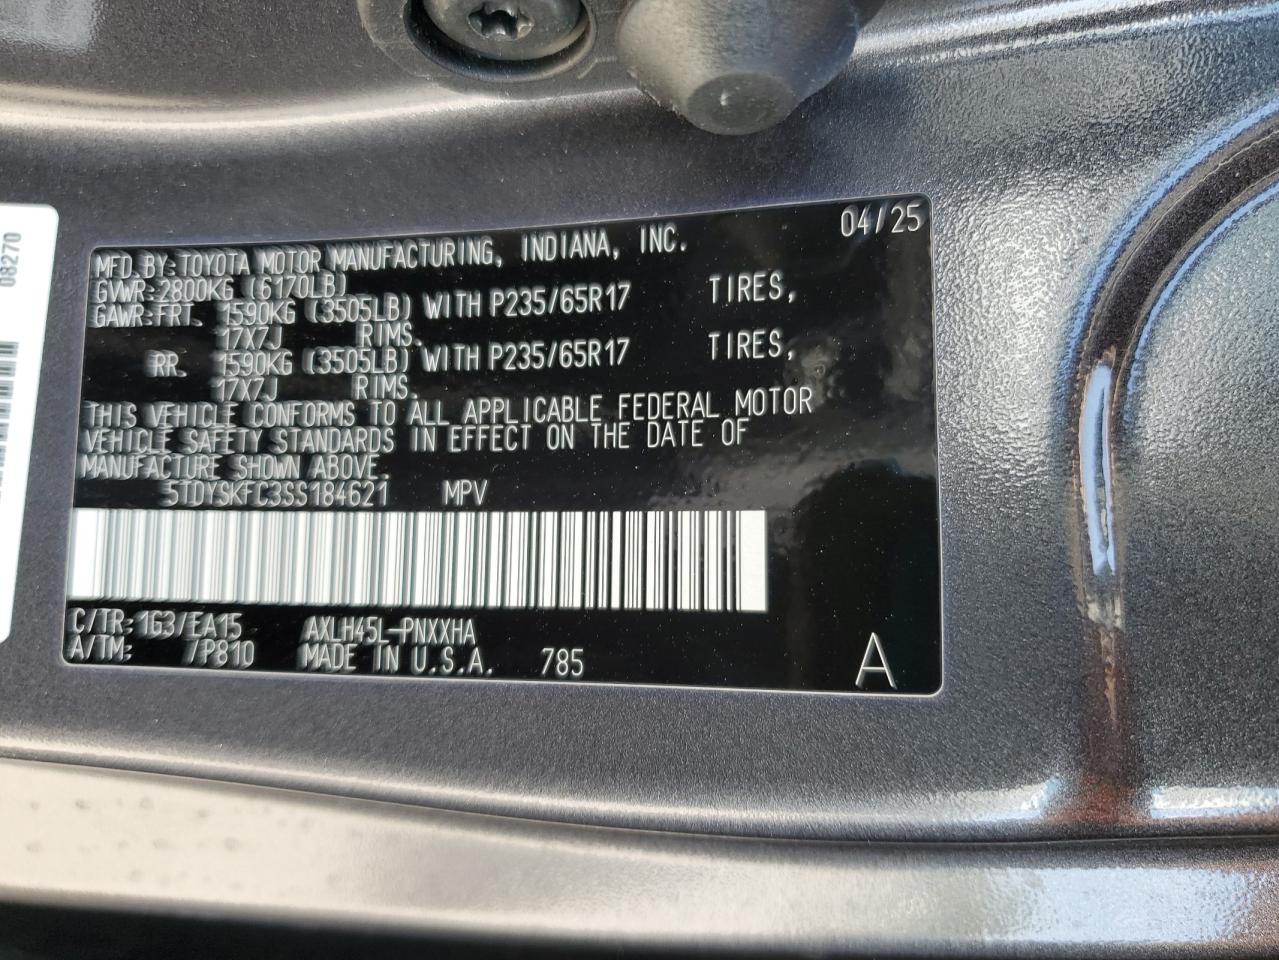 04/25
MFD.BY:TOYOTA MOTOR MANUFACTURING, INDIANA, INC.
GVWR:2800KG (6170LB)
GAWR:FRT. 1590KG (3505LB) WITH P235/65R17 TIRES,
17X7J RIMS.
RR. 1590KG (3505LB) WITH P235/65R17 TIRES,
17X7J RIMS.
THIS VEHICLE CONFORMS TO ALL APPLICABLE FEDERAL MOTOR
VEHICLE SAFETY STANDARDS IN EFFECT ON THE DATE OF
MANUFACTURE SHOWN ABOVE.
5TDYSKFC3SS184621 MPV
C/TR:1G3/EA15 AXLH45L-PNXXHA
A/TM: /P810 MADE IN U.S.A. 785
A
08270